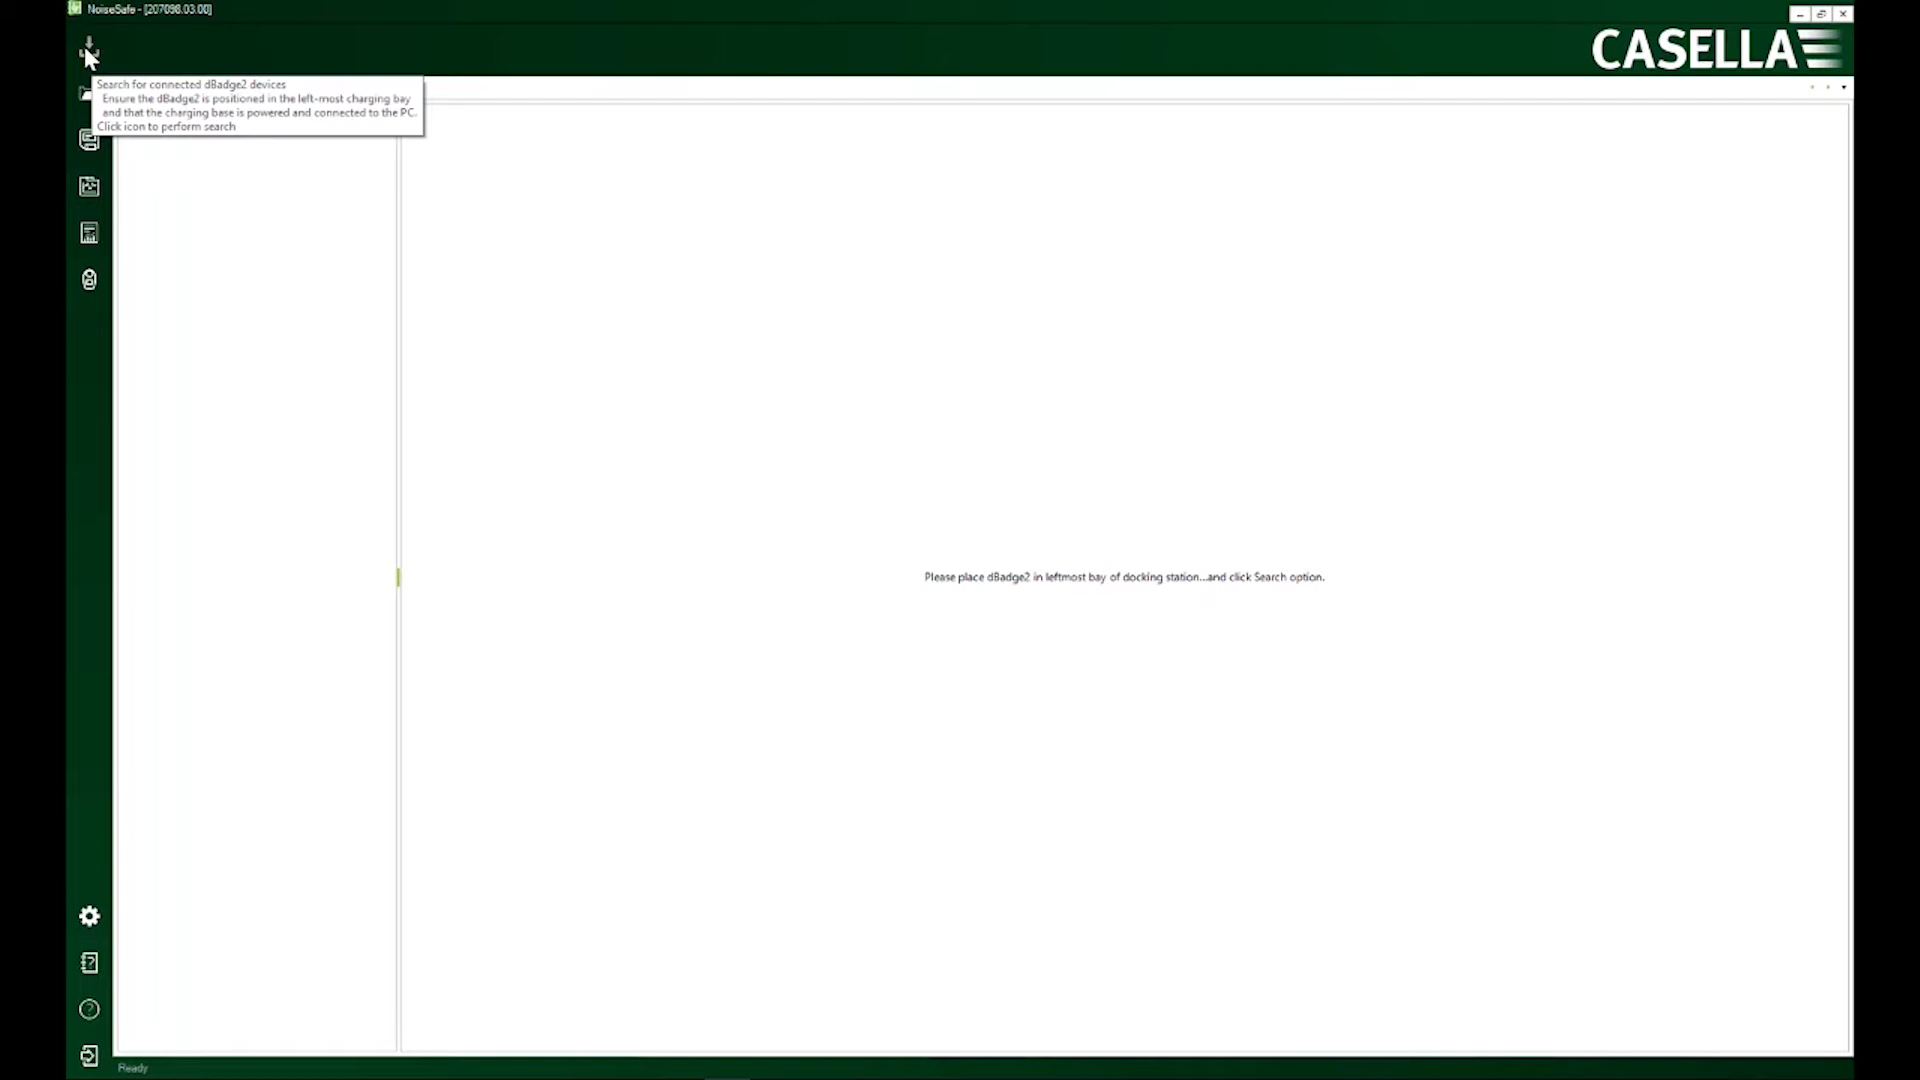 NoiseSafe - [207098.03.00]
CASELLA
Search for connected dBadge2 devices
Ensure the dBadge2 is positioned in the left-most charging bay
and that the charging base is powered and connected to the PC.
Click icon to perform search
Please place dBadge2 in leftmost bay of docking station...and click Search option.
Ready